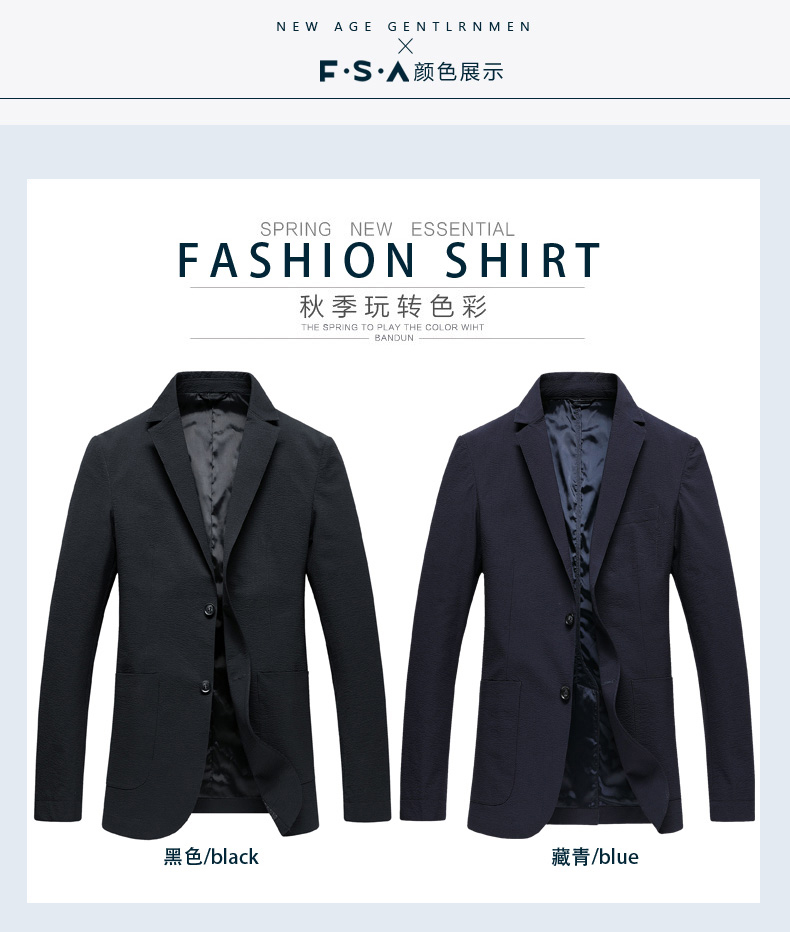 NEW AGE GENTLRNMEN
F·S·A颜色展示
SPRING NEW ESSENTIAL
FASHION SHIRT
秋季玩转色彩
THE SPRING TO PLAY THE COLOR WIHT
BANDUN
黑色/black
藏青/blue